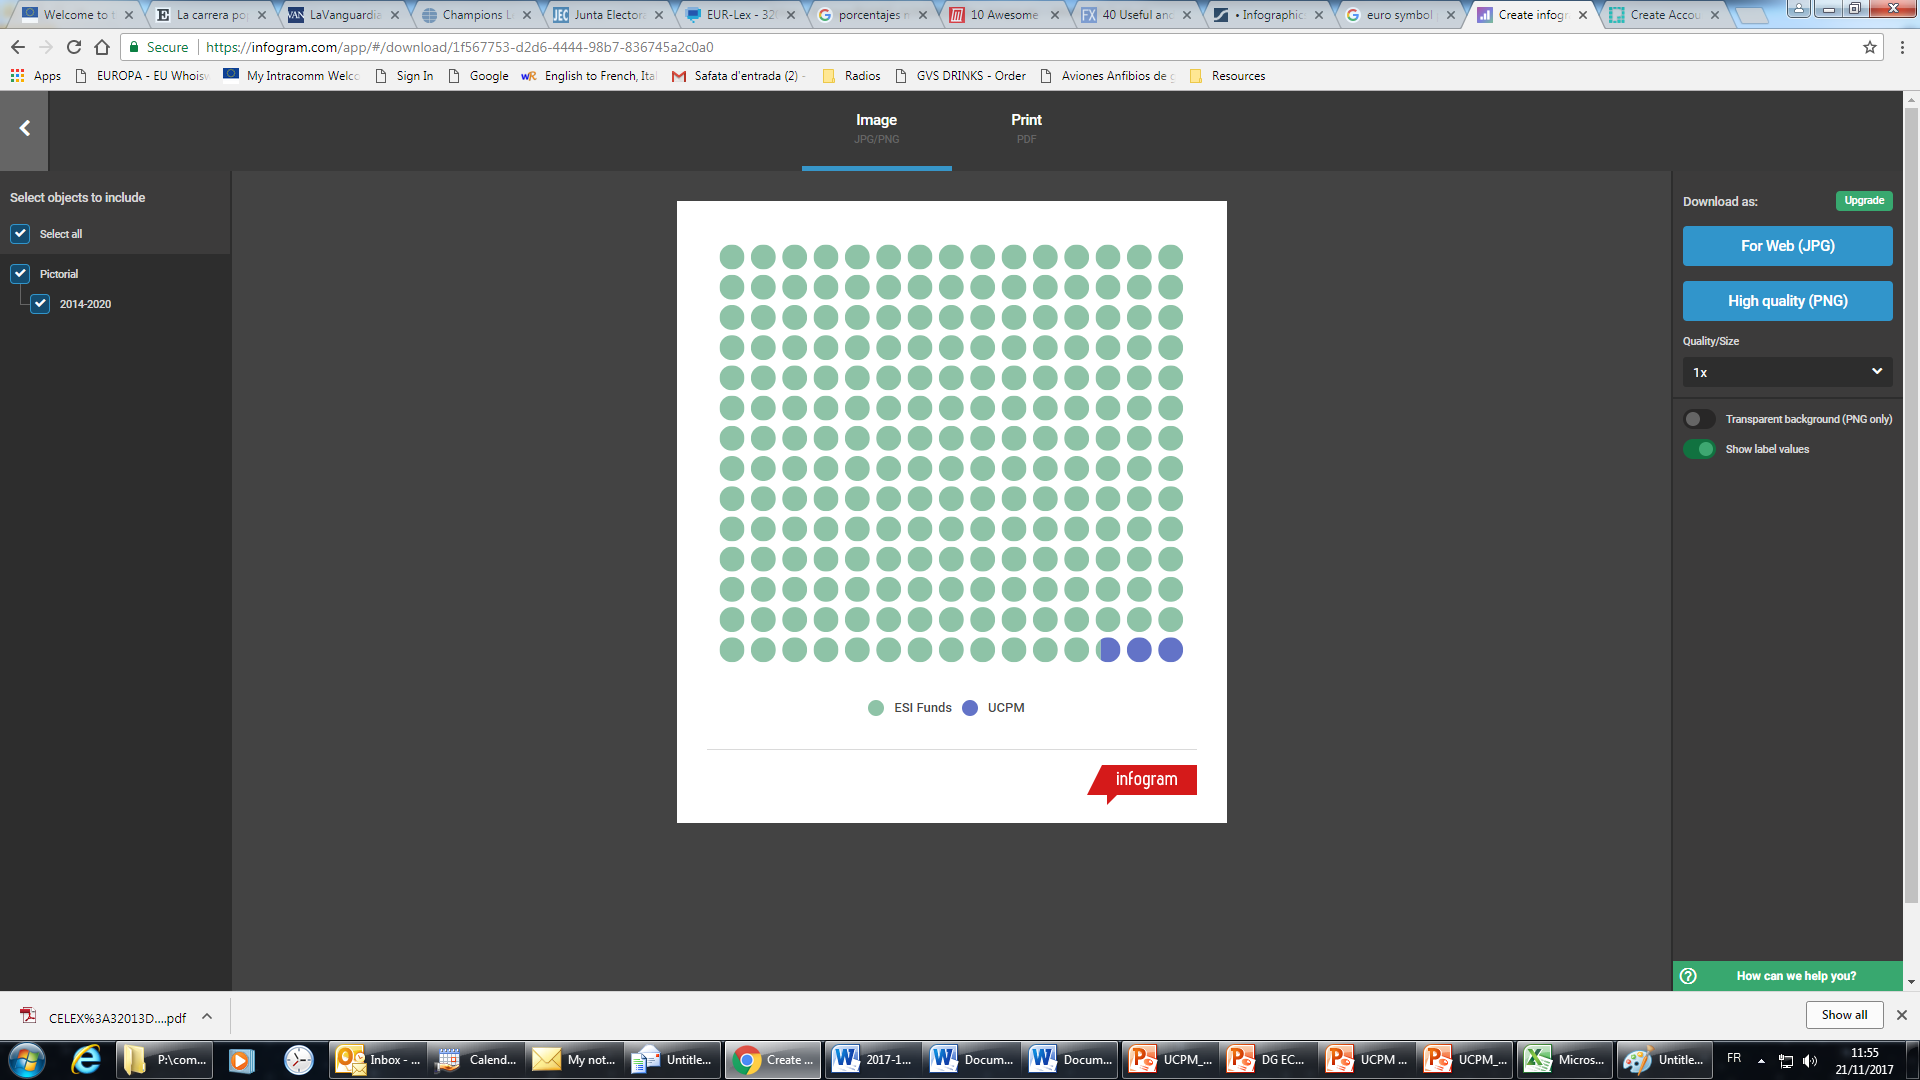 Welcome to t
La carrera po
LaVanguardia
Champions L
Junta Elector
EUR-Lex - 320
porcentajes n
10 Awesome
40 Useful and
• Infographic
euro symbol
Create infogr
Create Accou
Secure
https://infogram.com/app/#/download/1f567753-d2d6-4444-98b7-836745a2c0a0
Apps
EUROPA - EU Whoisw
My Intracomm Welco
Sign In
Google
English to French, Ital
Safata d'entrada (2) -
Radios
GVS DRINKS - Order
Aviones Anfibios de
Resources
Image
JPG/PNG
Print
PDF
Select objects to include
Select all
Pictorial
2014-2020
Download as:
Upgrade
For Web (JPG)
High quality (PNG)
Quality/Size
1x
Transparent background (PNG only)
Show label values
ESI Funds
UCPM
infogram
How can we help you?
CELEX%3A32013D....pdf
Show all
P:\com...
Inbox - ...
Calend...
My not...
Untitle...
Create ...
2017-1...
Docum...
Docum...
UCPM_...
DG EC...
UCPM ...
UCPM_...
Micros...
Untitle...
FR
11:55
21/11/2017